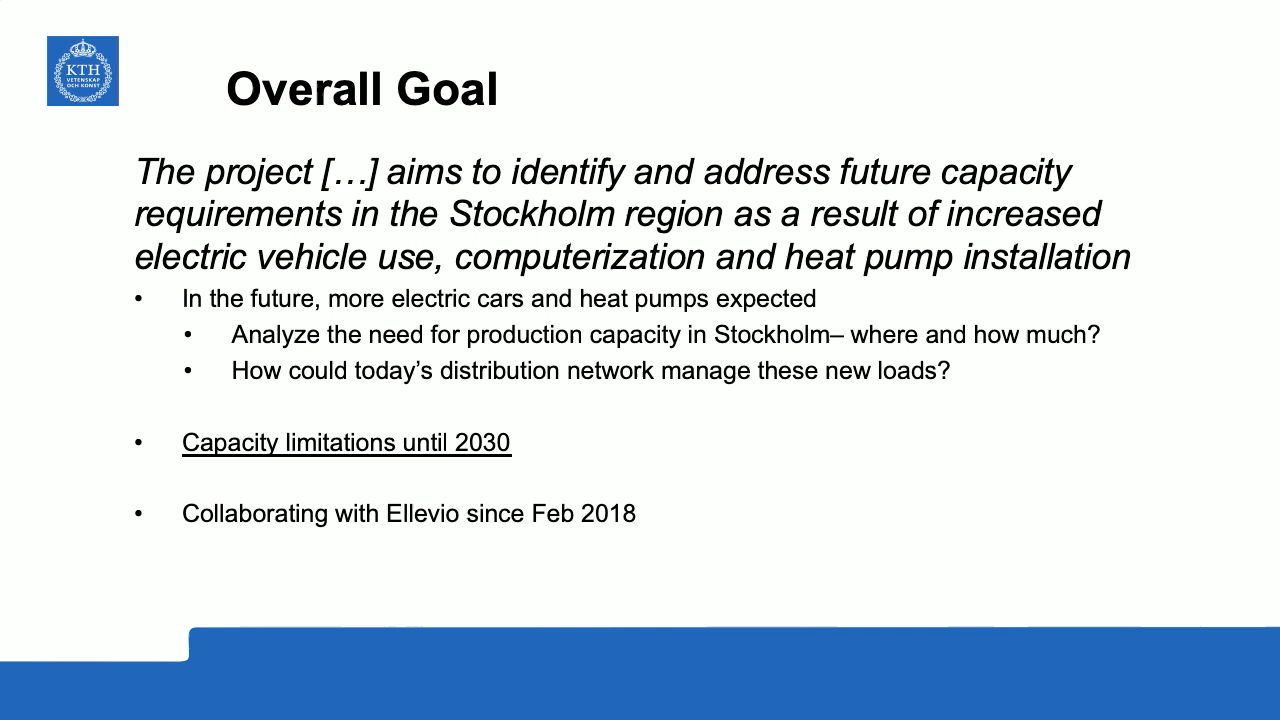 KTH
VETENSKAP
OCH KONST
Overall Goal
The project […] aims to identify and address future capacity
requirements in the Stockholm region as a result of increased
electric vehicle use, computerization and heat pump installation
• In the future, more electric cars and heat pumps expected
• Analyze the need for production capacity in Stockholm– where and how much?
• How could today’s distribution network manage these new loads?
• Capacity limitations until 2030
• Collaborating with Ellevio since Feb 2018